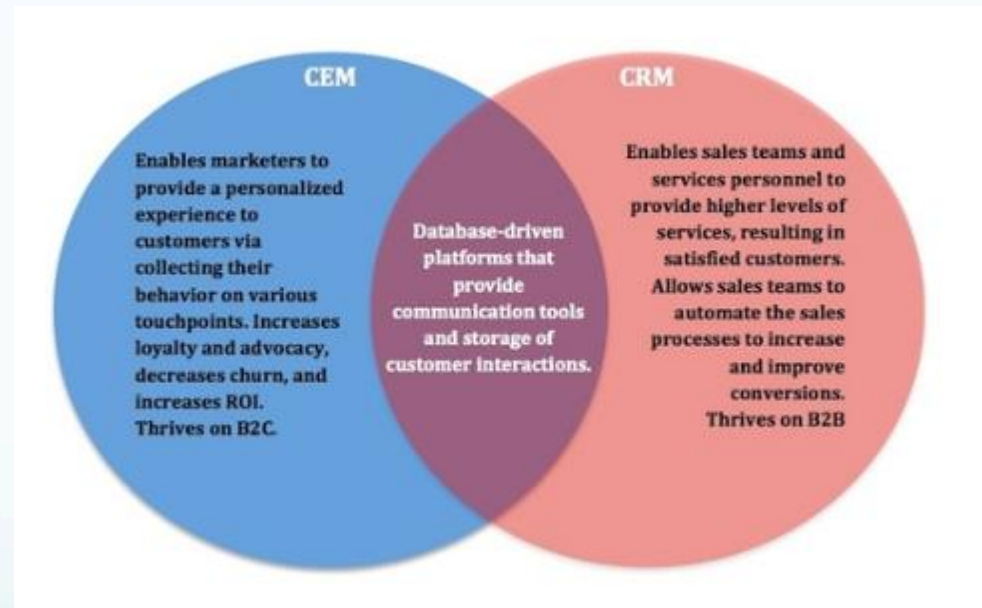 CEM
Enables marketers to
provide a personalized
experience to
customers via
collecting their
behavior on various
touchpoints. Increases
loyalty and advocacy,
decreases churn, and
increases ROI.
Thrives on B2C.
Database-driven
platforms that
provide
communication tools
and storage of
customer interactions.
CRM
Enables sales teams and
services personnel to
provide higher levels of
services, resulting in
satisfied customers.
Allows sales teams to
automate the sales
processes to increase
and improve
conversions.
Thrives on B2B